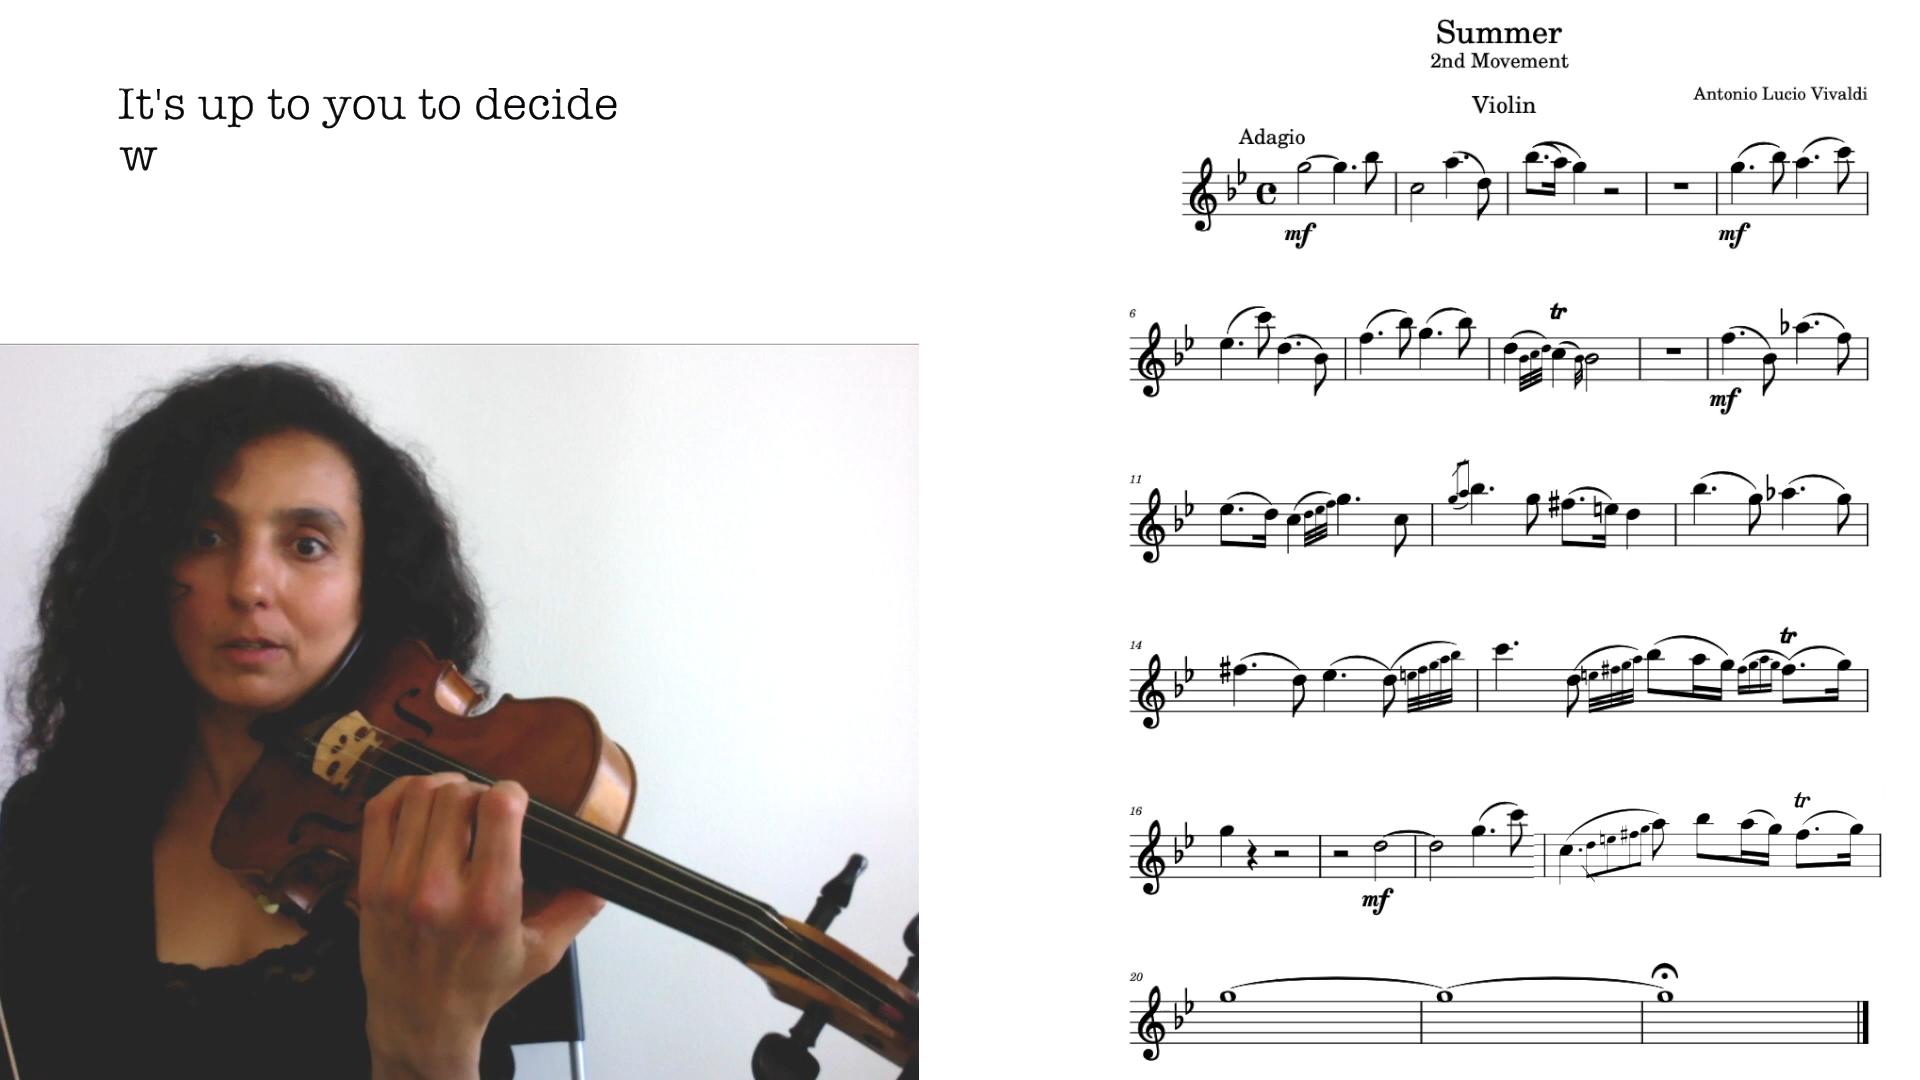 It's up to you to decide
w
Summer
2nd Movement
Violin
Antonio Lucio Vivaldi
Adagio
mf
mf
6
tr
mf
11
14
tr
16
tr
mf
20